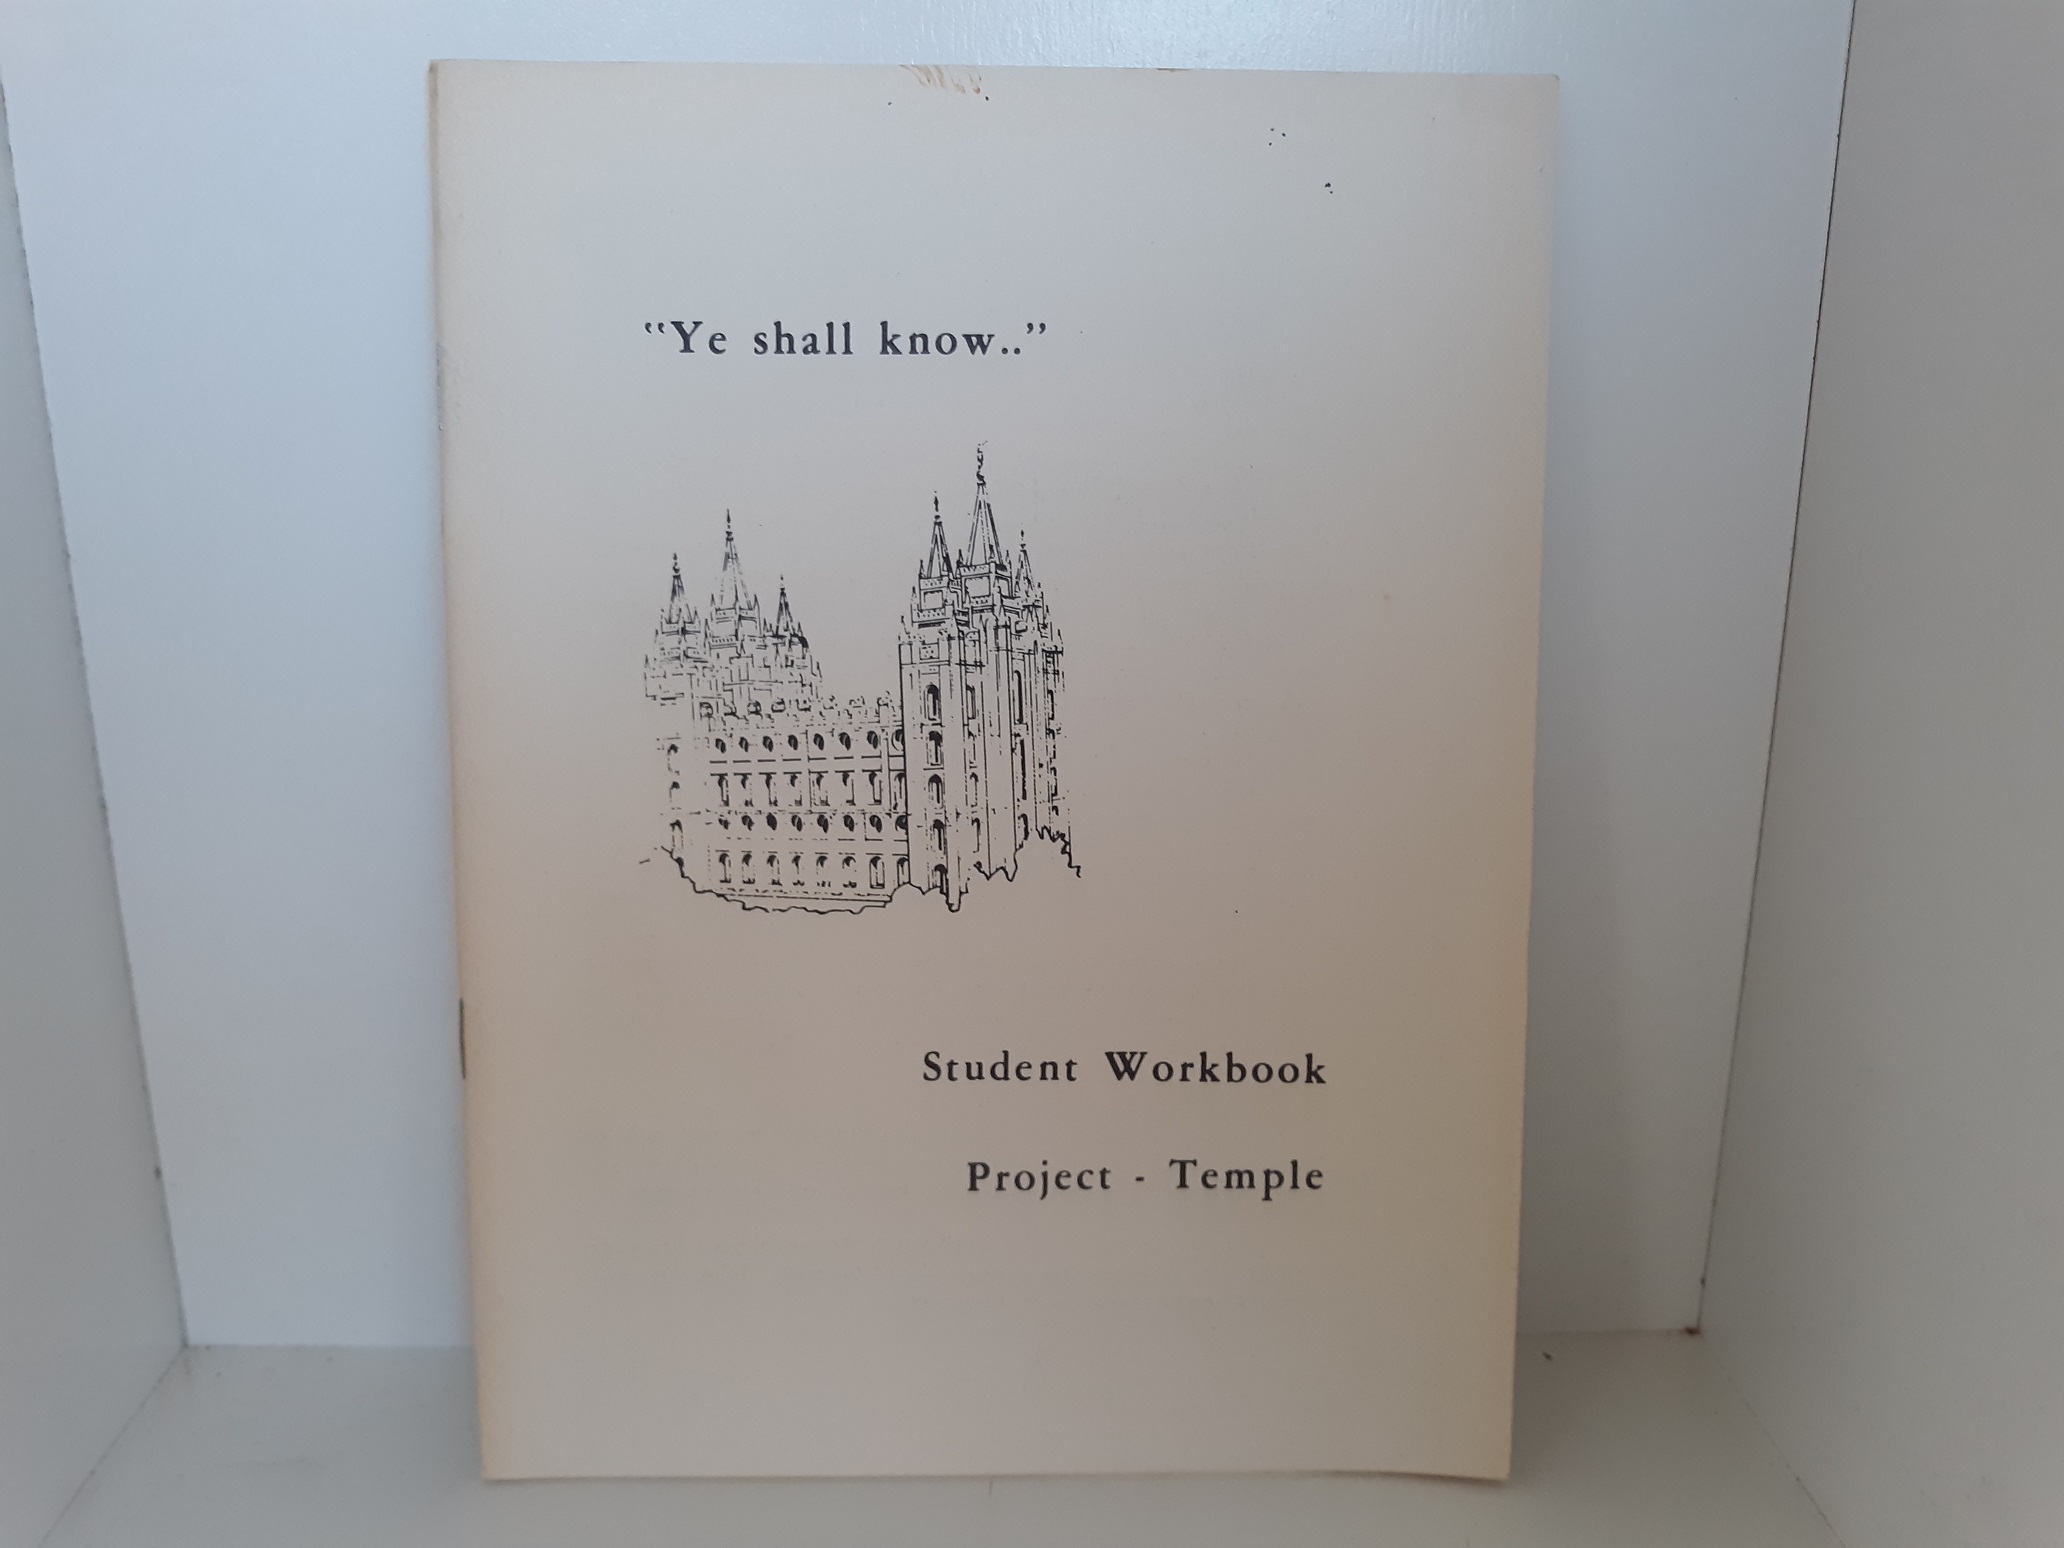 “Ye shall know..”
Student Workbook
Project - Temple